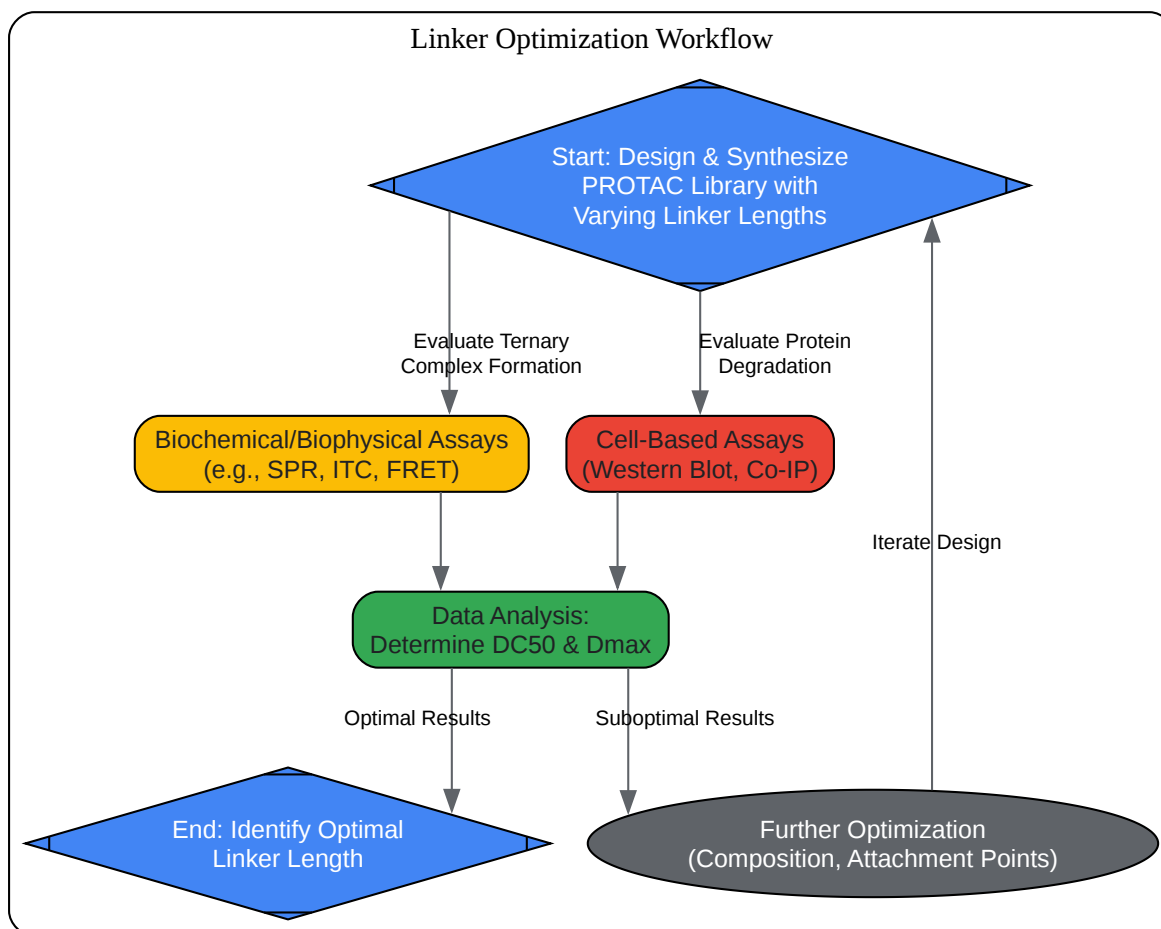 Linker Optimization Workflow
Start: Design & Synthesize
PROTAC Library with
Varying Linker Lengths
Evaluate Ternary
Complex Formation
Evaluate Protein
Degradation
Biochemical/Biophysical Assays
(e.g., SPR, ITC, FRET)
Cell-Based Assays
(Western Blot, Co-IP)
Iterate Design
Data Analysis:
Determine DC50 & Dmax
Optimal Results
Suboptimal Results
End: Identify Optimal
Linker Length
Further Optimization
(Composition, Attachment Points)